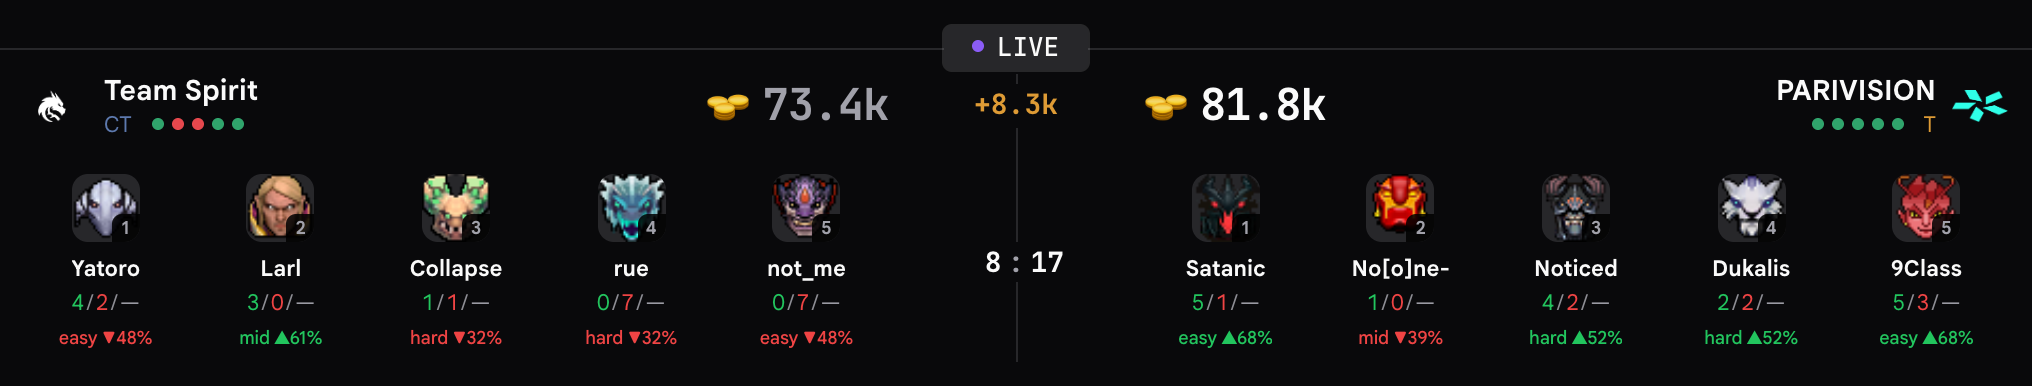 LIVE
Team Spirit
CT
73.4k
+8.3k
81.8k
PARIVISION
T
1
2
3
4
5
1
2
3
4
5
Yatoro
Larl
Collapse
rue
not_me
8 : 17
Satanic
No[o]ne-
Noticed
Dukalis
9Class
4/2/—
3/0/—
1/1/—
0/7/—
0/7/—
5/1/—
1/0/—
4/2/—
2/2/—
5/3/—
easy ▼48%
mid ▲61%
hard ▼32%
hard ▼32%
easy ▼48%
easy ▲68%
mid ▼39%
hard ▲52%
hard ▲52%
easy ▲68%